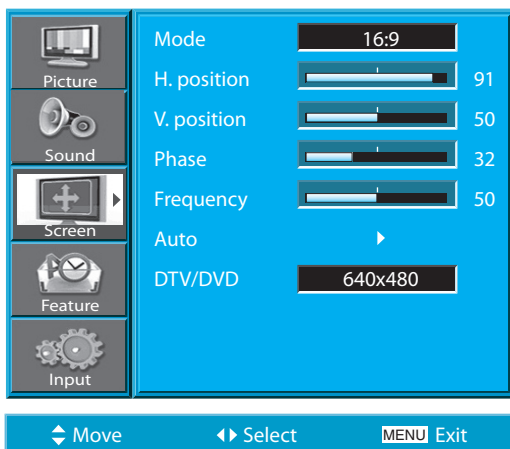 Picture
Sound
Screen
Feature
Input
Mode 16:9
H. position 91
V. position 50
Phase 32
Frequency 50
Auto
DTV/DVD 640x480
Move Select MENU Exit